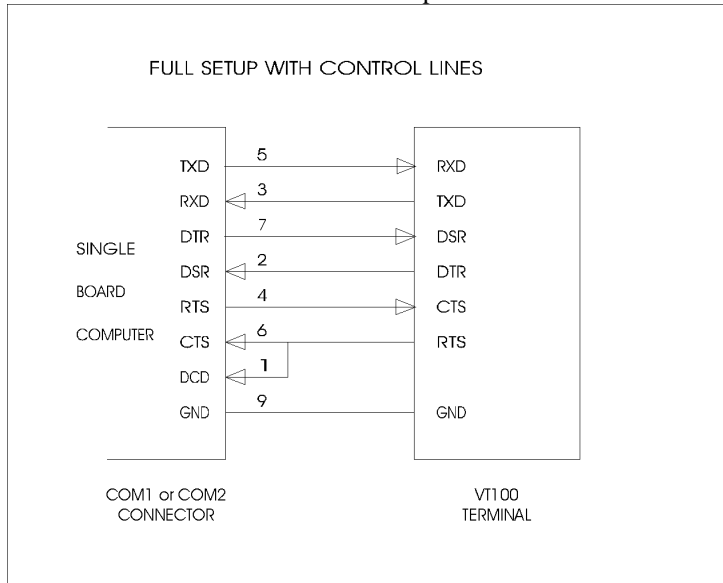 FULL SETUP WITH CONTROL LINES
TXD 5 RXD
RXD 3 TXD
DTR 7 DSR
SINGLE
DSR 2 DTR
BOARD
RTS 4 CTS
COMPUTER
CTS 6 RTS
DCD 1
GND 9 GND
COM1 or COM2
CONNECTOR
VT100
TERMINAL